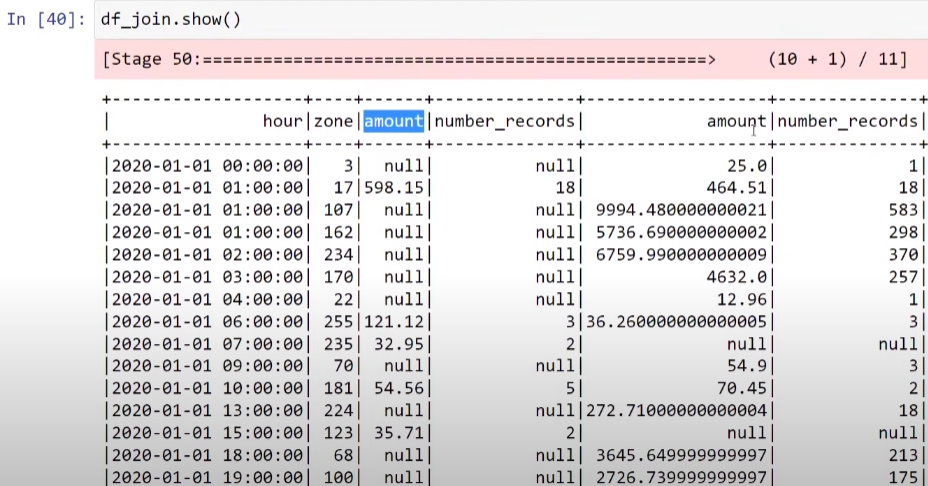 In [40]: df_join.show()
[Stage 50:==================================================> (10 + 1) / 11]
+-------------------+----+------+--------------+------------------+--------------+
| hour|zone|amount|number_records| amount|number_records|
+-------------------+----+------+--------------+------------------+--------------+
|2020-01-01 00:00:00| 3| null| null| 25.0| 1|
|2020-01-01 01:00:00| 17|598.15| 18| 464.51| 18|
|2020-01-01 01:00:00| 107| null| null| 9994.480000000021| 583|
|2020-01-01 01:00:00| 162| null| null| 5736.690000000002| 298|
|2020-01-01 02:00:00| 234| null| null| 6759.990000000009| 370|
|2020-01-01 03:00:00| 170| null| null| 4632.0| 257|
|2020-01-01 04:00:00| 22| null| null| 12.96| 1|
|2020-01-01 06:00:00| 255|121.12| 3|36.260000000000005| 3|
|2020-01-01 07:00:00| 235| 32.95| 2| null| null|
|2020-01-01 09:00:00| 70| null| null| 54.9| 3|
|2020-01-01 10:00:00| 181| 54.56| 5| 70.45| 2|
|2020-01-01 13:00:00| 224| null| null|272.71000000000004| 18|
|2020-01-01 15:00:00| 123| 35.71| 2| null| null|
|2020-01-01 18:00:00| 68| null| null| 3645.649999999997| 213|
|2020-01-01 19:00:00| 100| null| null| 2726.739999999997| 175|